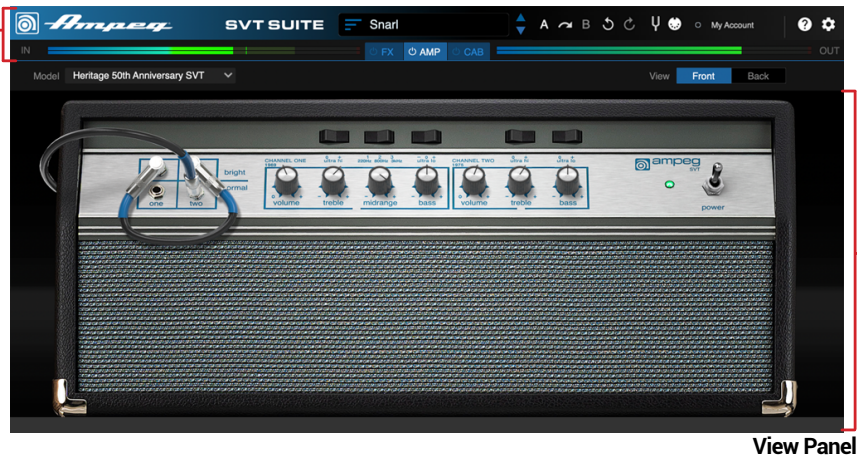 Ampeg SVT SUITE Snarl A B My Account ?
IN FX AMP CAB OUT
Model Heritage 50th Anniversary SVT View Front Back
CHANNEL ONE CHANNEL TWO ampeg
SVT
bright
normal
one two volume treble midrange bass volume treble bass power
View Panel